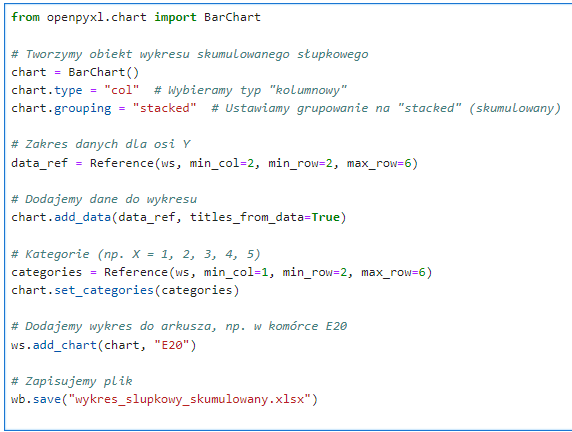 from openpyxl.chart import BarChart
# Tworzymy obiekt wykresu skumulowanego słupkowego
chart = BarChart()
chart.type = "col"  # Wybieramy typ "kolumnowy"
chart.grouping = "stacked"  # Ustawiamy grupowanie na "stacked" (skumulowany)
# Zakres danych dla osi Y
data_ref = Reference(ws, min_col=2, min_row=2, max_row=6)
# Dodajemy dane do wykresu
chart.add_data(data_ref, titles_from_data=True)
# Kategorie (np. X = 1, 2, 3, 4, 5)
categories = Reference(ws, min_col=1, min_row=2, max_row=6)
chart.set_categories(categories)
# Dodajemy wykres do arkusza, np. w komórce E20
ws.add_chart(chart, "E20")
# Zapisujemy plik
wb.save("wykres_slupkowy_skumulowany.xlsx")